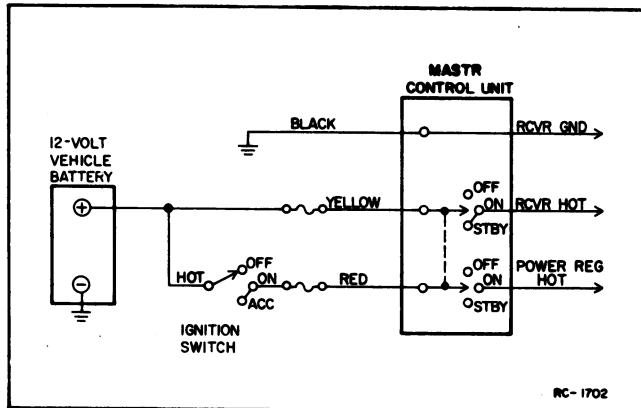 MASTR
CONTROL UNIT
BLACK
RCVR GND
12-VOLT
VEHICLE
BATTERY
OFF
YELLOW
ON
RCVR HOT
STBY
OFF
OFF
POWER REG
HOT
HOT
ON
RED
ON
ACC
STBY
IGNITION
SWITCH
RC-1702